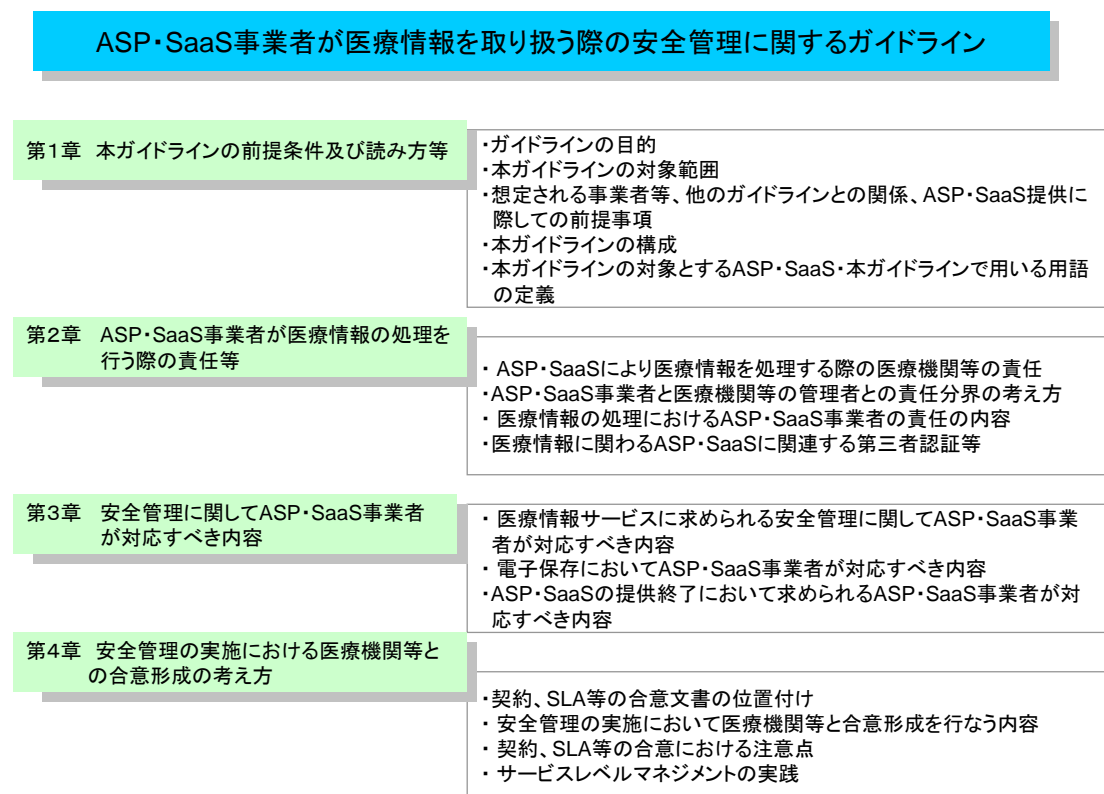 ASP・SaaS事業者が医療情報を取り扱う際の安全管理に関するガイドライン
第1章 本ガイドラインの前提条件及び読み方等
・ガイドラインの目的
・本ガイドラインの対象範囲
・想定される事業者等、他のガイドラインとの関係、ASP・SaaS提供に
際しての前提事項
・本ガイドラインの構成
・本ガイドラインの対象とするASP・SaaS・本ガイドラインで用いる用語
の定義
第2章 ASP・SaaS事業者が医療情報の処理を
行う際の責任等
・ ASP・SaaSにより医療情報を処理する際の医療機関等の責任
・ASP・SaaS事業者と医療機関等の管理者との責任分界の考え方
・ 医療情報の処理におけるASP・SaaS事業者の責任の内容
・医療情報に関わるASP・SaaSに関連する第三者認証等
第3章 安全管理に関してASP・SaaS事業者
が対応すべき内容
・ 医療情報サービスに求められる安全管理に関してASP・SaaS事業
者が対応すべき内容
・ 電子保存においてASP・SaaS事業者が対応すべき内容
・ASP・SaaSの提供終了において求められるASP・SaaS事業者が対
応すべき内容
第4章 安全管理の実施における医療機関等と
の合意形成の考え方
・契約、SLA等の合意文書の位置付け
・ 安全管理の実施において医療機関等と合意形成を行なう内容
・ 契約、SLA等の合意における注意点
・ サービスレベルマネジメントの実践